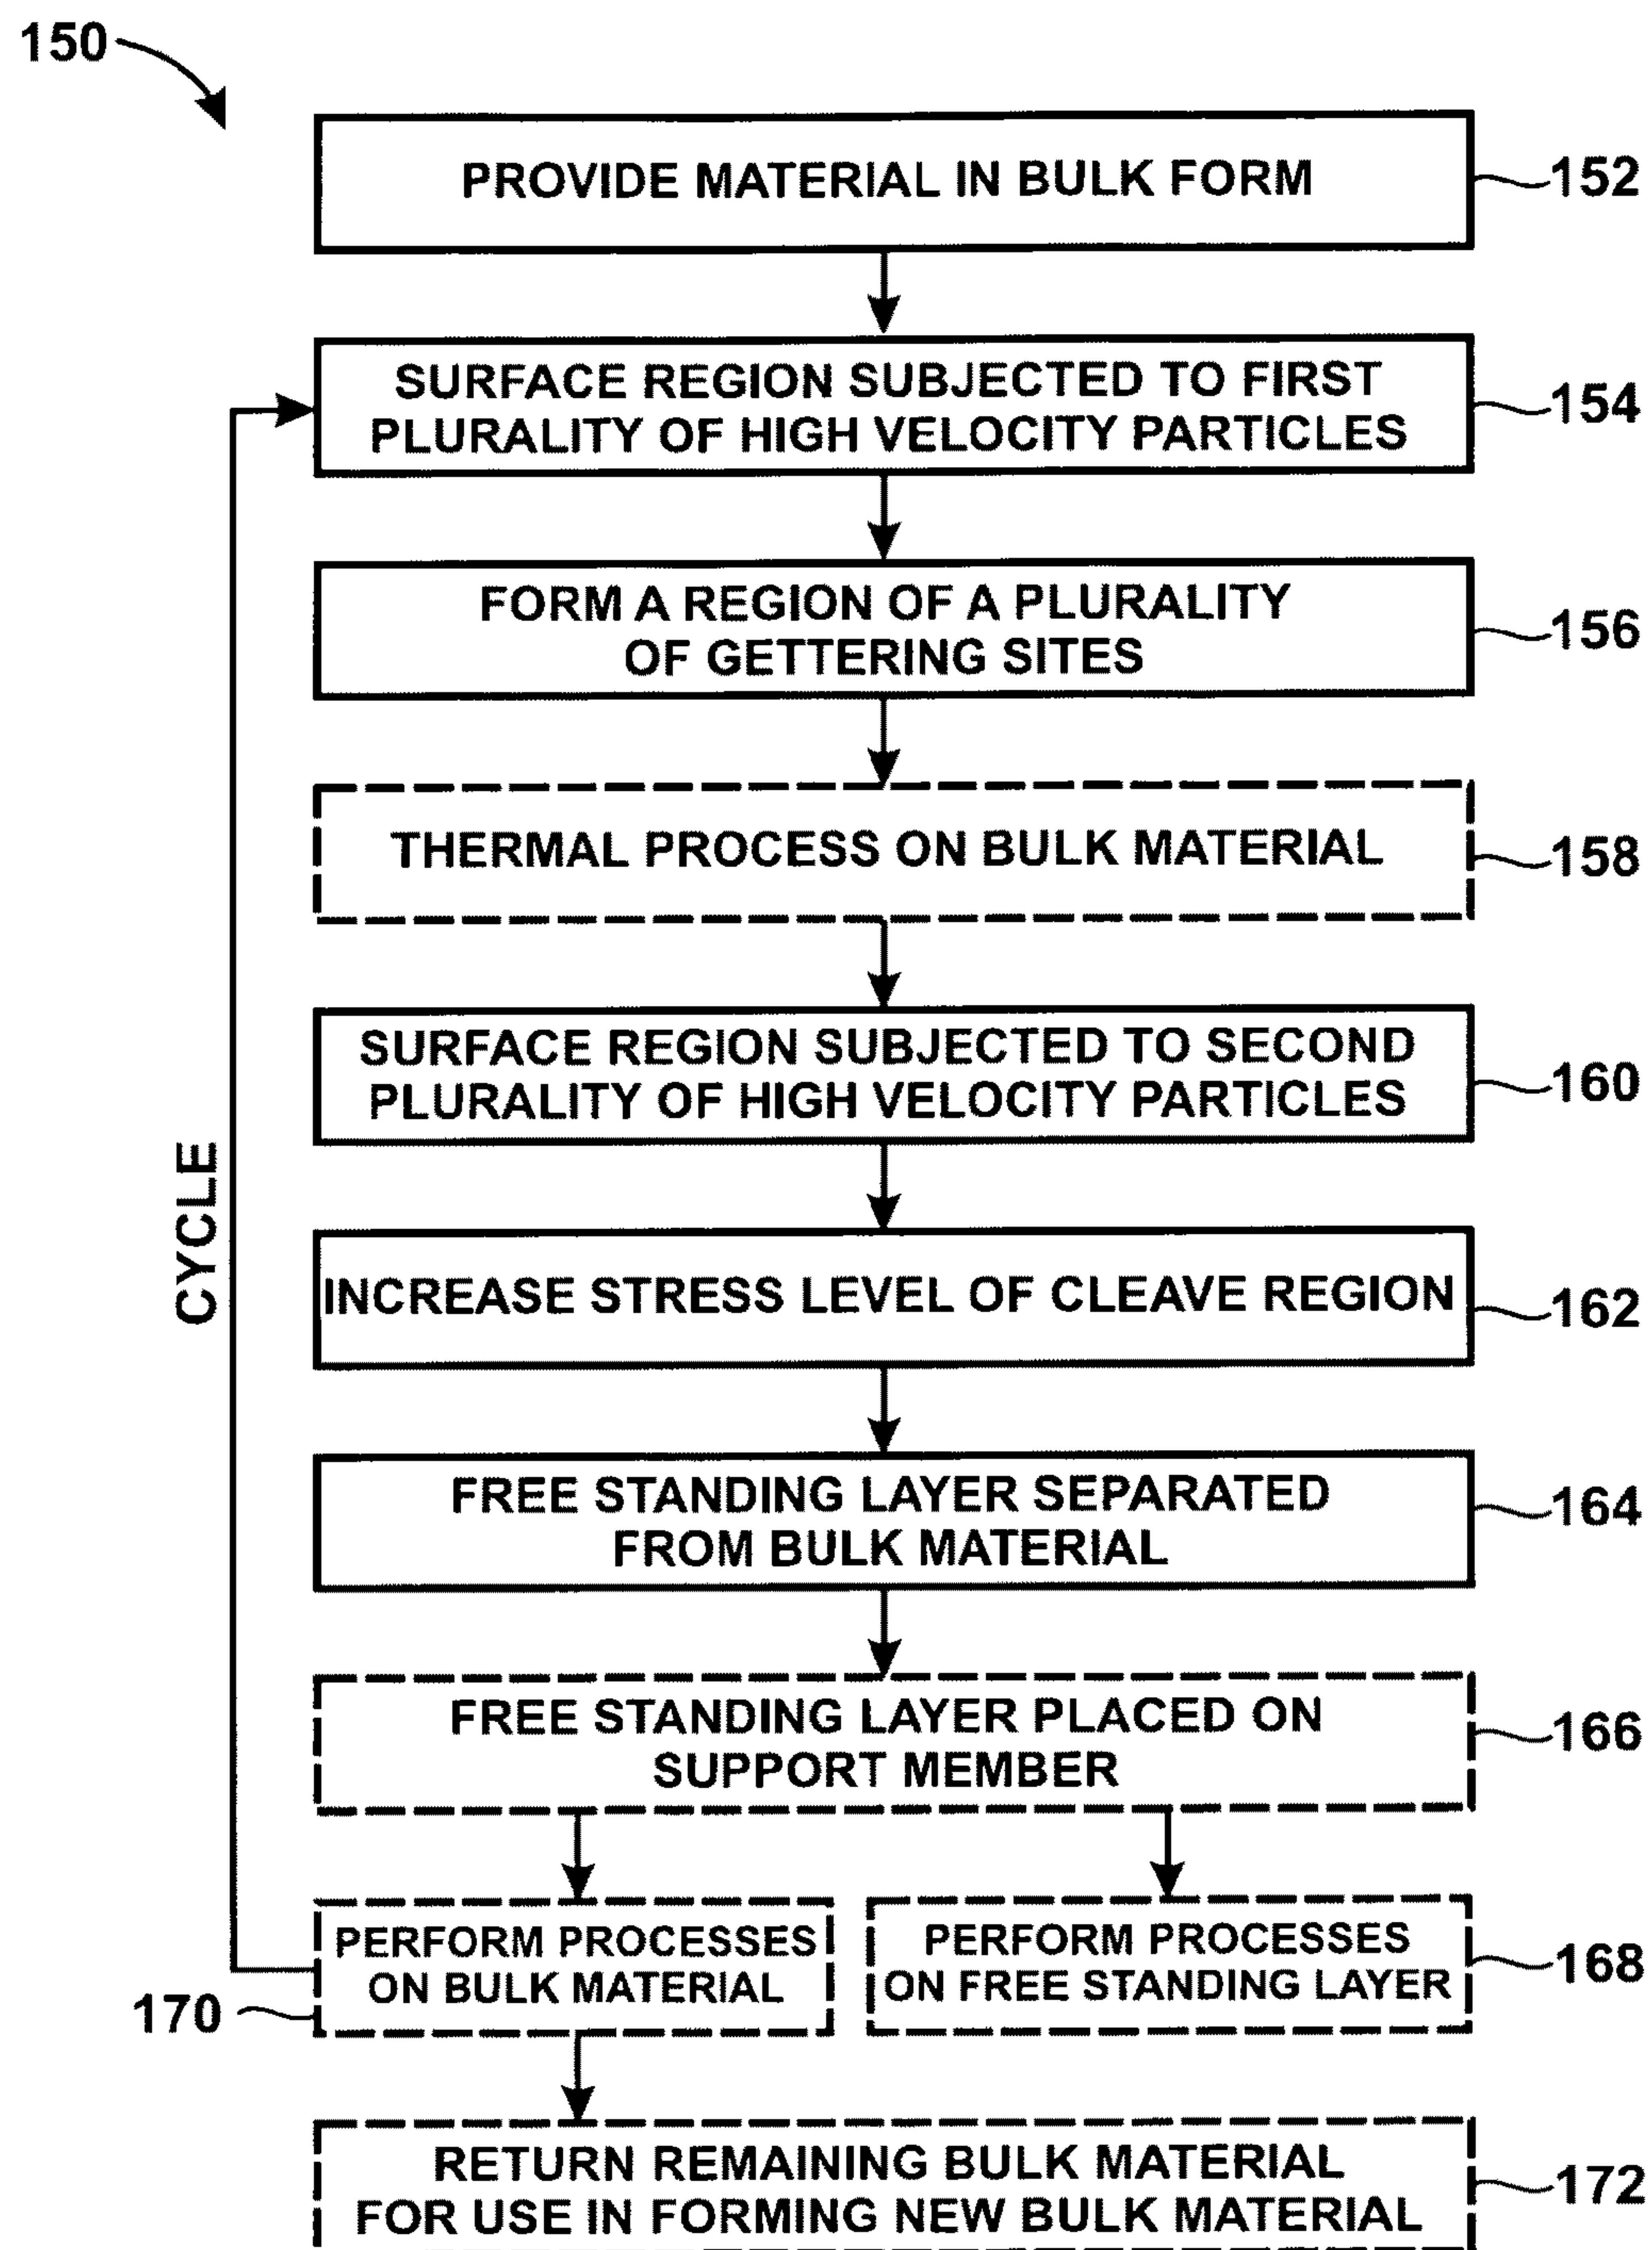 150
PROVIDE MATERIAL IN BULK FORM
152
SURFACE REGION SUBJECTED TO FIRST
PLURALITY OF HIGH VELOCITY PARTICLES
154
FORM A REGION OF A PLURALITY
OF GETTERING SITES
156
THERMAL PROCESS ON BULK MATERIAL
158
SURFACE REGION SUBJECTED TO SECOND
PLURALITY OF HIGH VELOCITY PARTICLES
160
CYCLE
INCREASE STRESS LEVEL OF CLEAVE REGION
162
FREE STANDING LAYER SEPARATED
FROM BULK MATERIAL
164
FREE STANDING LAYER PLACED ON
SUPPORT MEMBER
166
PERFORM PROCESSES
ON BULK MATERIAL
170
PERFORM PROCESSES
ON FREE STANDING LAYER
168
RETURN REMAINING BULK MATERIAL
FOR USE IN FORMING NEW BULK MATERIAL
172